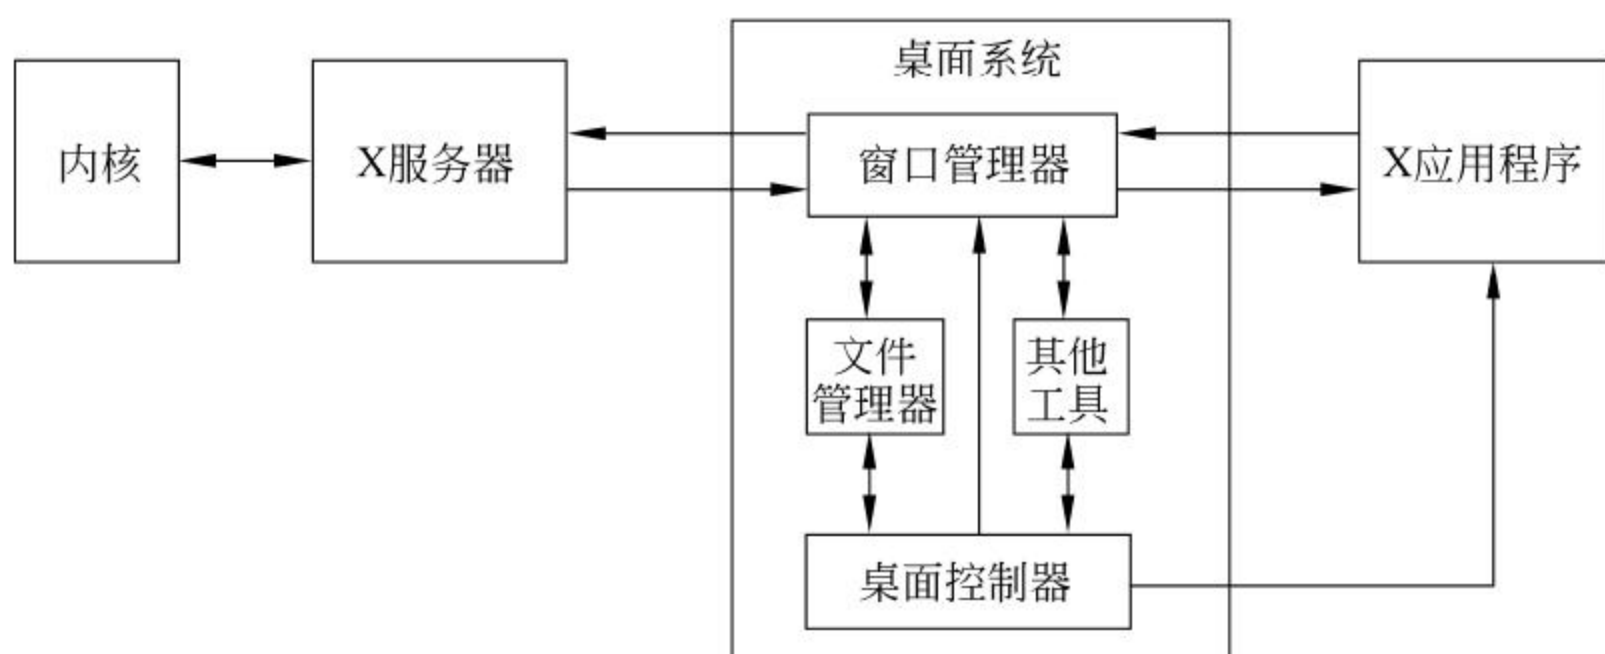 桌面系统
内核
X服务器
窗口管理器
X应用程序
文件
管理器
其他
工具
桌面控制器